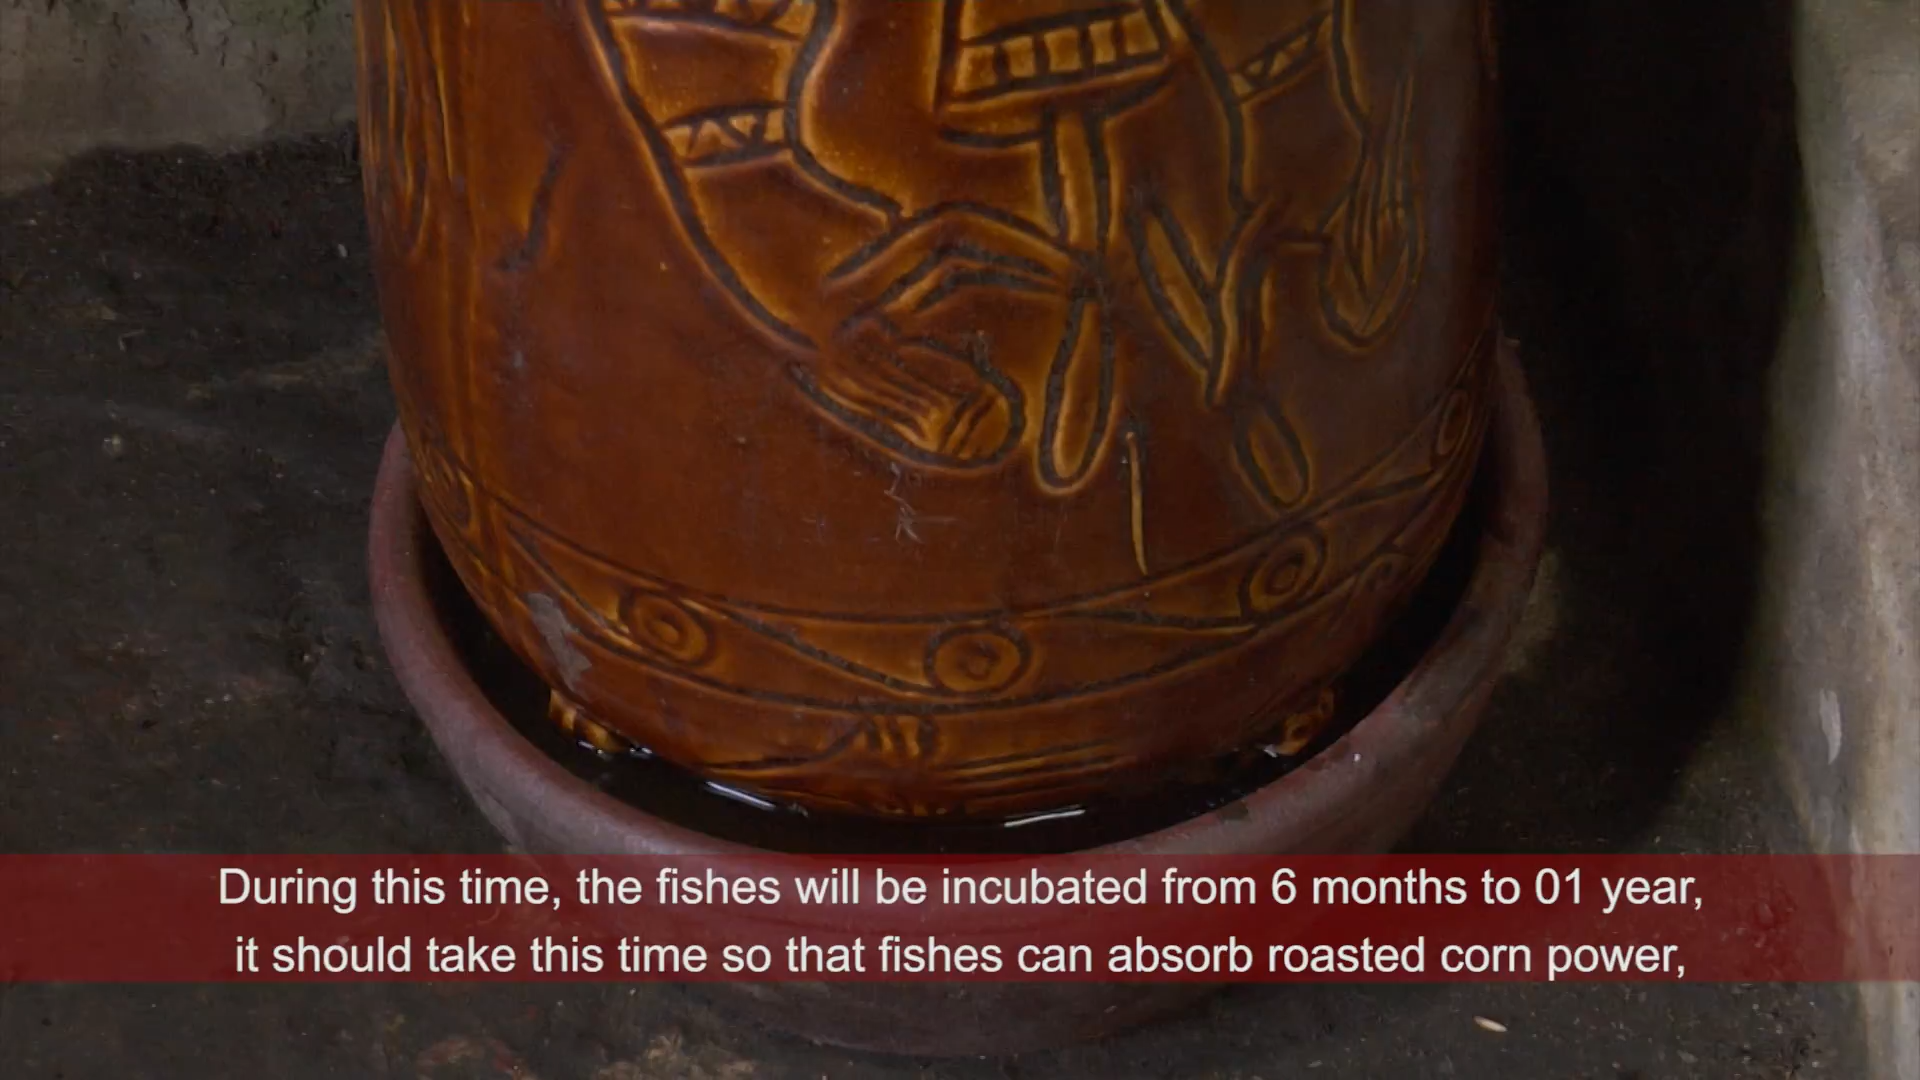 During this time, the fishes will be incubated from 6 months to 01 year,
it should take this time so that fishes can absorb roasted corn power,